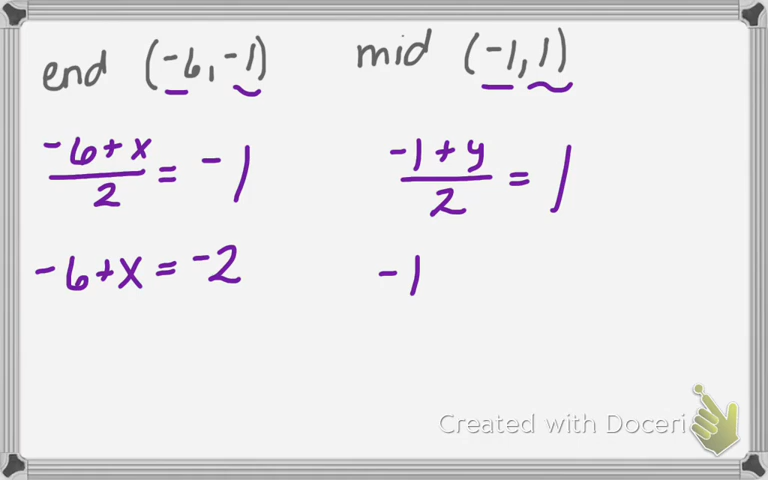 end (-6, -1) mid (-1, 1)
-6+x/2 = -1 -1+y/2 = 1
-6+x = -2 -1
Created with Doceri